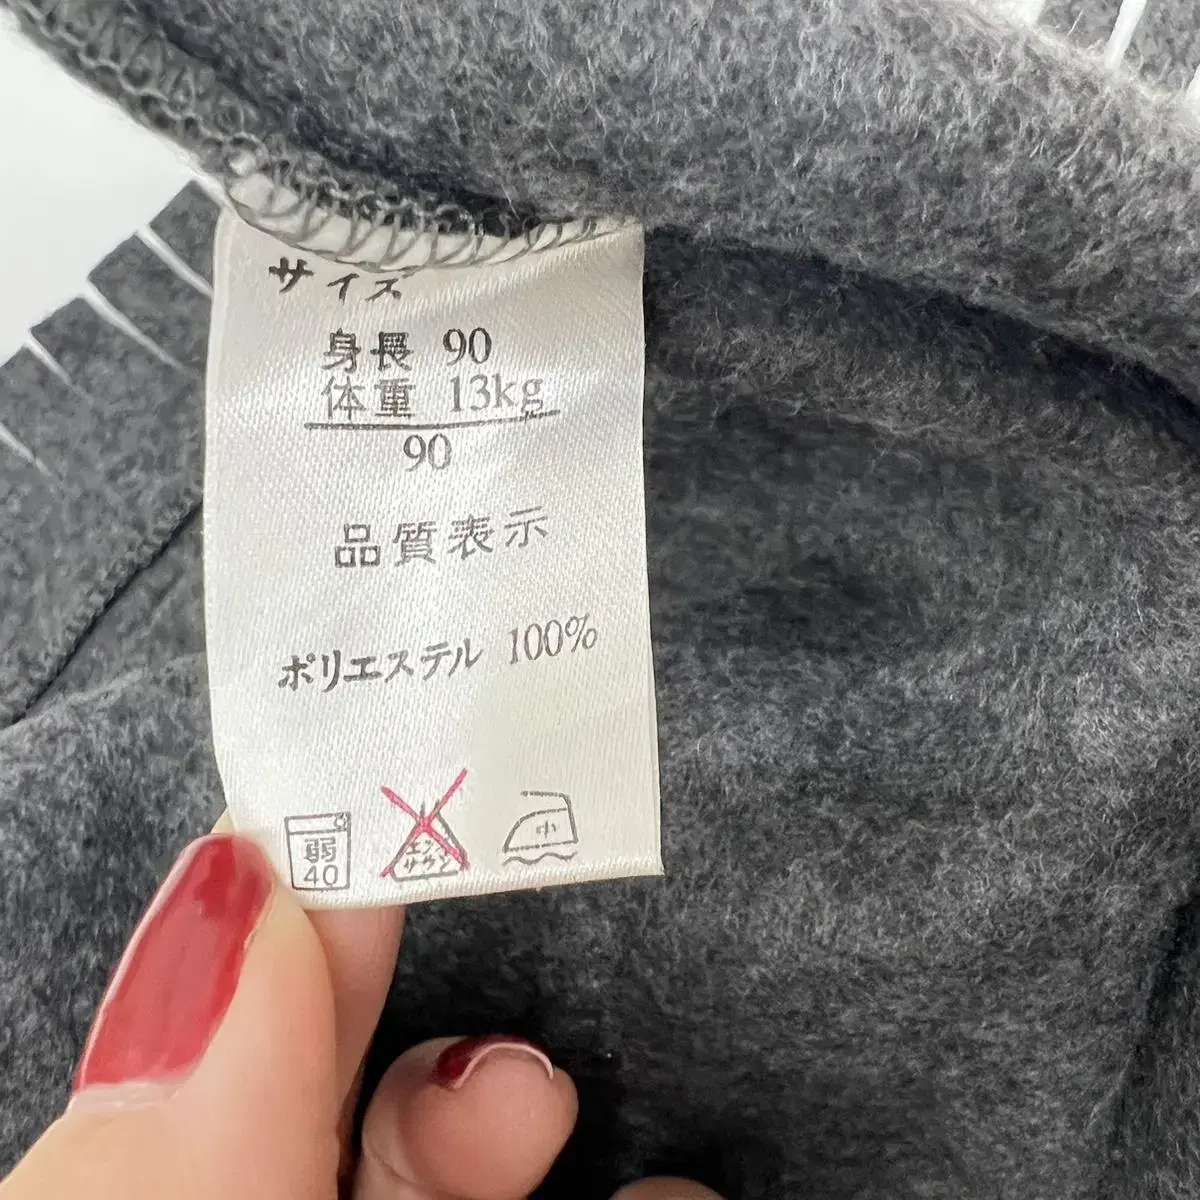 サイズ
身長 90
体重 13kg
90
品質表示
ポリエステル 100%
弱
40
エンソ
サラシ
中